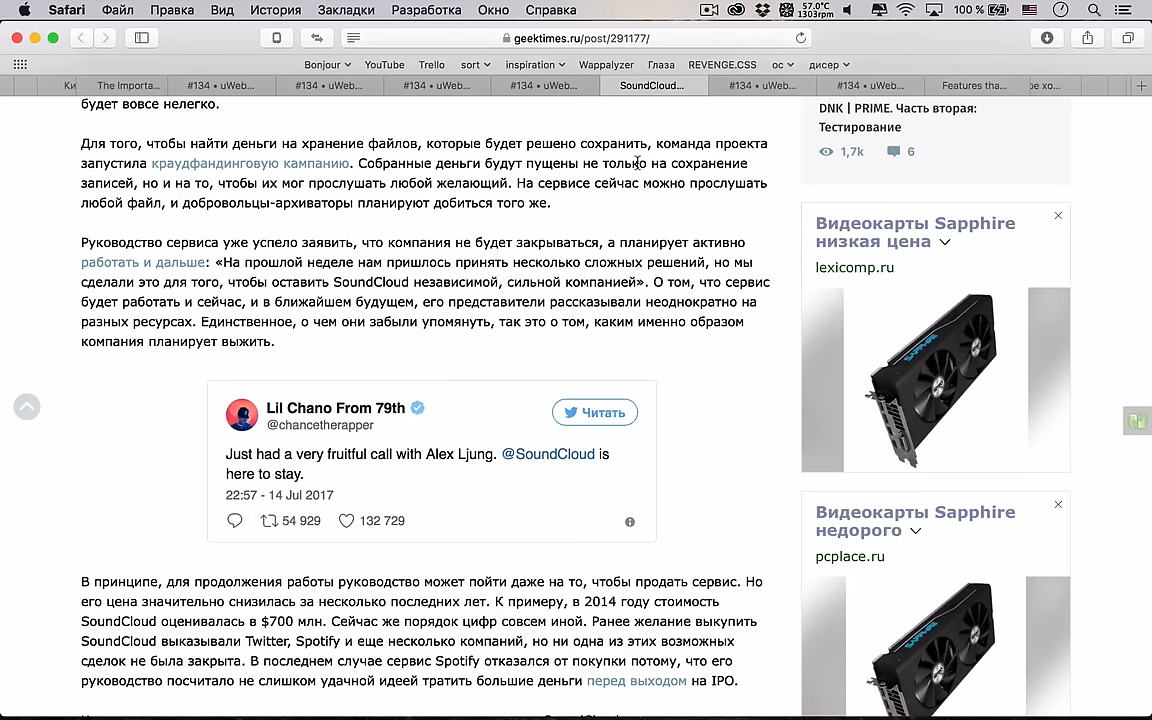 Safari Файл Правка Вид История Закладки Разработка Окно Справка 57.0°C 1303rpm 100 %
geektimes.ru/post/291177/
Bonjour YouTube Trello sort inspiration Wappalyzer Глаза REVENGE.CSS ос дисер
Ки The Importa... #134 • uWeb... #134 • uWeb... #134 • uWeb... #134 • uWeb... SoundCloud... #134 • uWeb... #134 • uWeb... Features tha...
будет вовсе нелегко.
Для того, чтобы найти деньги на хранение файлов, которые будет решено сохранить, команда проекта
запустила краудфандинговую кампанию. Собранные деньги будут пущены не только на сохранение
записей, но и на то, чтобы их мог прослушать любой желающий. На сервисе сейчас можно прослушать
любой файл, и добровольцы-архиваторы планируют добиться того же.
Руководство сервиса уже успело заявить, что компания не будет закрываться, а планирует активно
работать и дальше: «На прошлой неделе нам пришлось принять несколько сложных решений, но мы
сделали это для того, чтобы оставить SoundCloud независимой, сильной компанией». О том, что сервис
будет работать и сейчас, и в ближайшем будущем, его представители рассказывали неоднократно на
разных ресурсах. Единственное, о чем они забыли упомянуть, так это о том, каким именно образом
компания планирует выжить.
Lil Chano From 79th
@chancetherapper
Читать
Just had a very fruitful call with Alex Ljung. @SoundCloud is
here to stay.
22:57 - 14 Jul 2017
54 929 132 729
В принципе, для продолжения работы руководство может пойти даже на то, чтобы продать сервис. Но
его цена значительно снизилась за несколько последних лет. К примеру, в 2014 году стоимость
SoundCloud оценивалась в $700 млн. Сейчас же порядок цифр совсем иной. Ранее желание выкупить
SoundCloud выказывали Twitter, Spotify и еще несколько компаний, но ни одна из этих возможных
сделок не была закрыта. В последнем случае сервис Spotify отказался от покупки потому, что его
руководство посчитало не слишком удачной идеей тратить большие деньги перед выходом на IPO.
DNK | PRIME. Часть вторая:
Тестирование
1,7k 6
Видеокарты Sapphire
низкая цена
lexicomp.ru
SAPPHIRE
Видеокарты Sapphire
недорого
pcplace.ru
SAPPHIRE